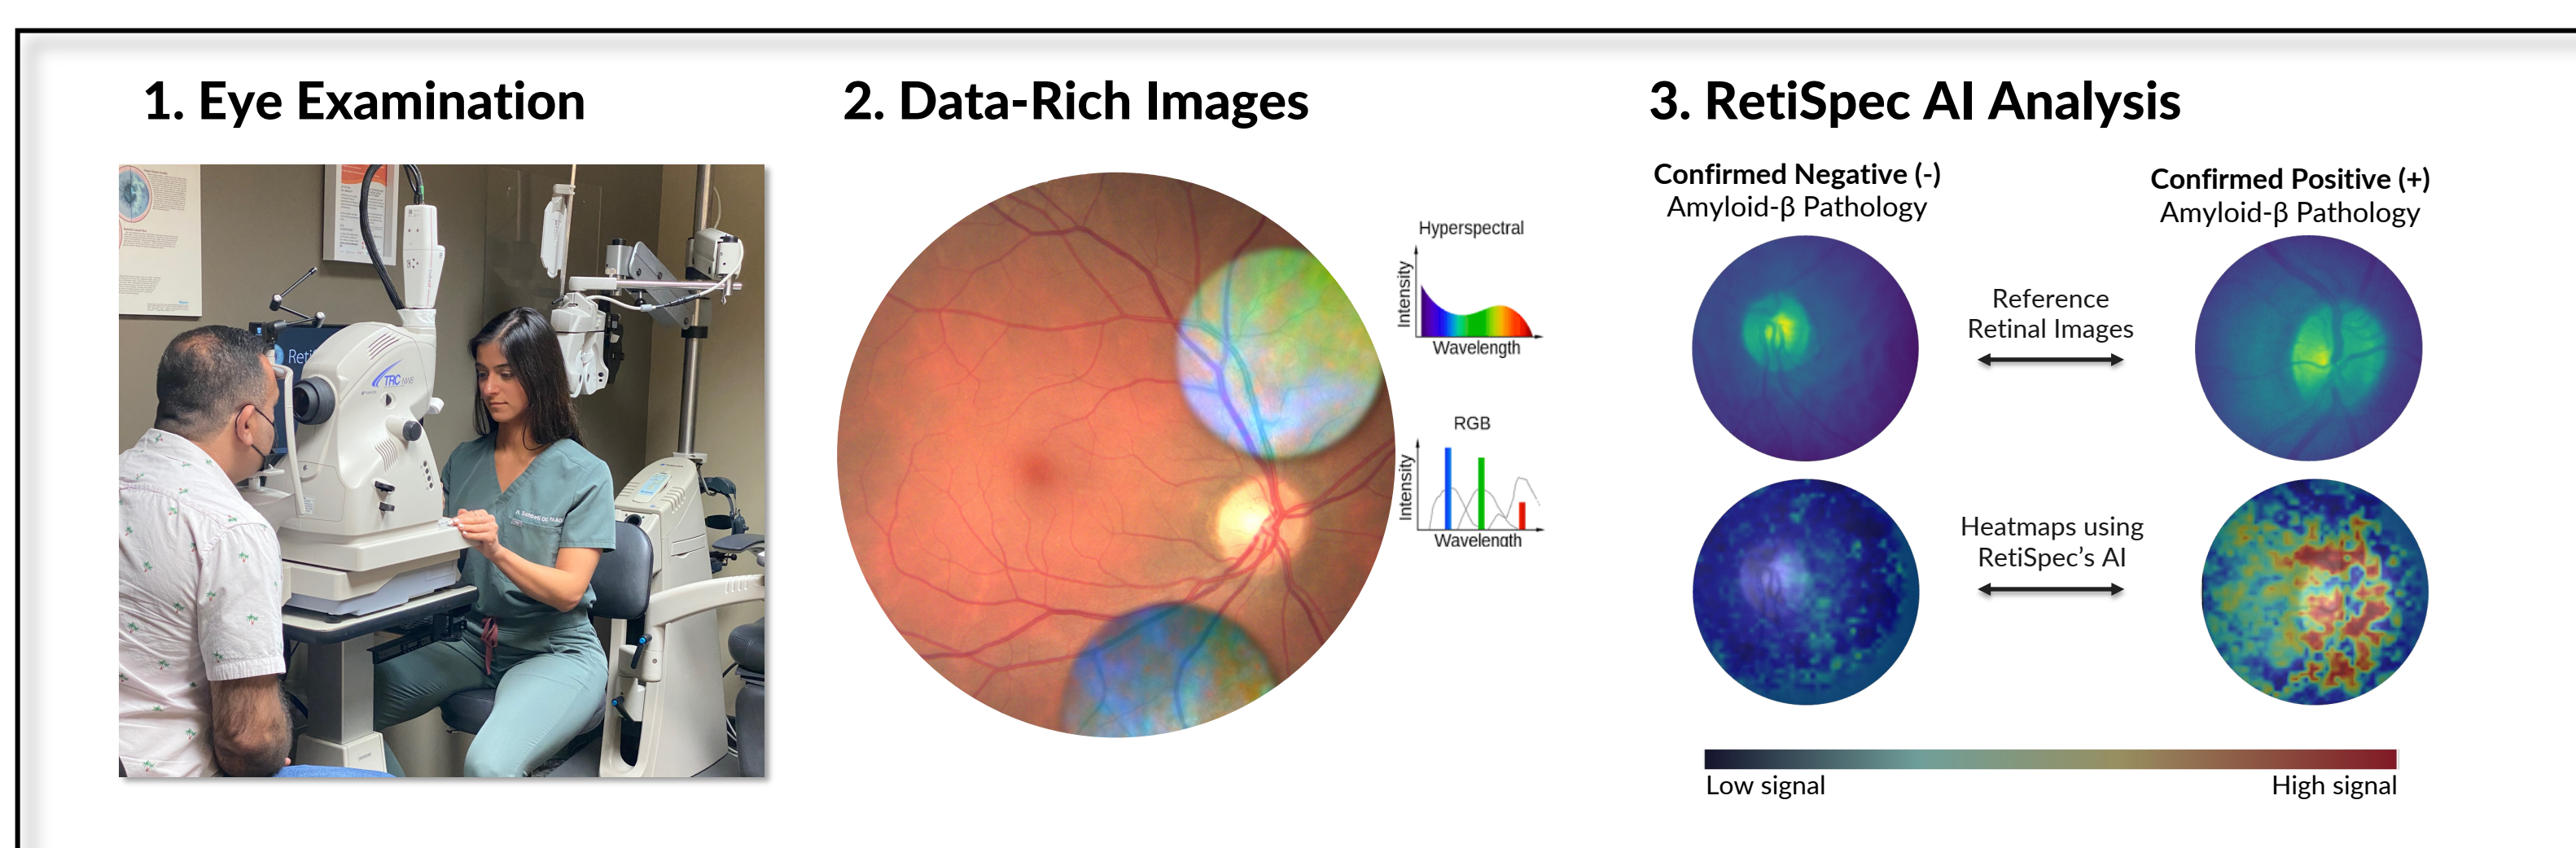 1. Eye Examination
2. Data-Rich Images
3. RetiSpec AI Analysis
TRC
Hyperspectral
Intensity
Wavelength
RGB
Intensity
Wavelength
Confirmed Negative (-)
Amyloid-β Pathology
Confirmed Positive (+)
Amyloid-β Pathology
Reference
Retinal Images
Heatmaps using
RetiSpec's AI
Low signal
High signal